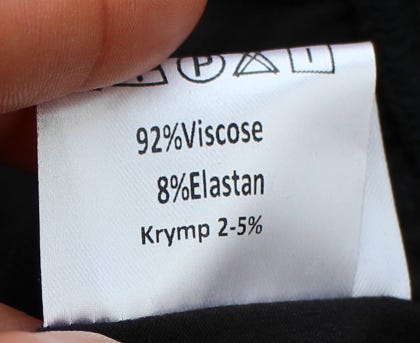 P
92%Viscose
8%Elastan
Krymp 2-5%